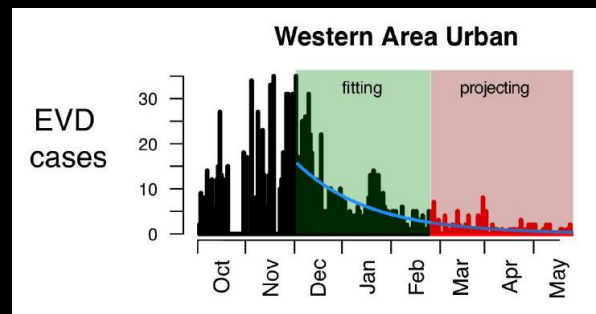 Western Area Urban
fitting
projecting
EVD
cases
30
20
10
0
Oct
Nov
Dec
Jan
Feb
Mar
Apr
May